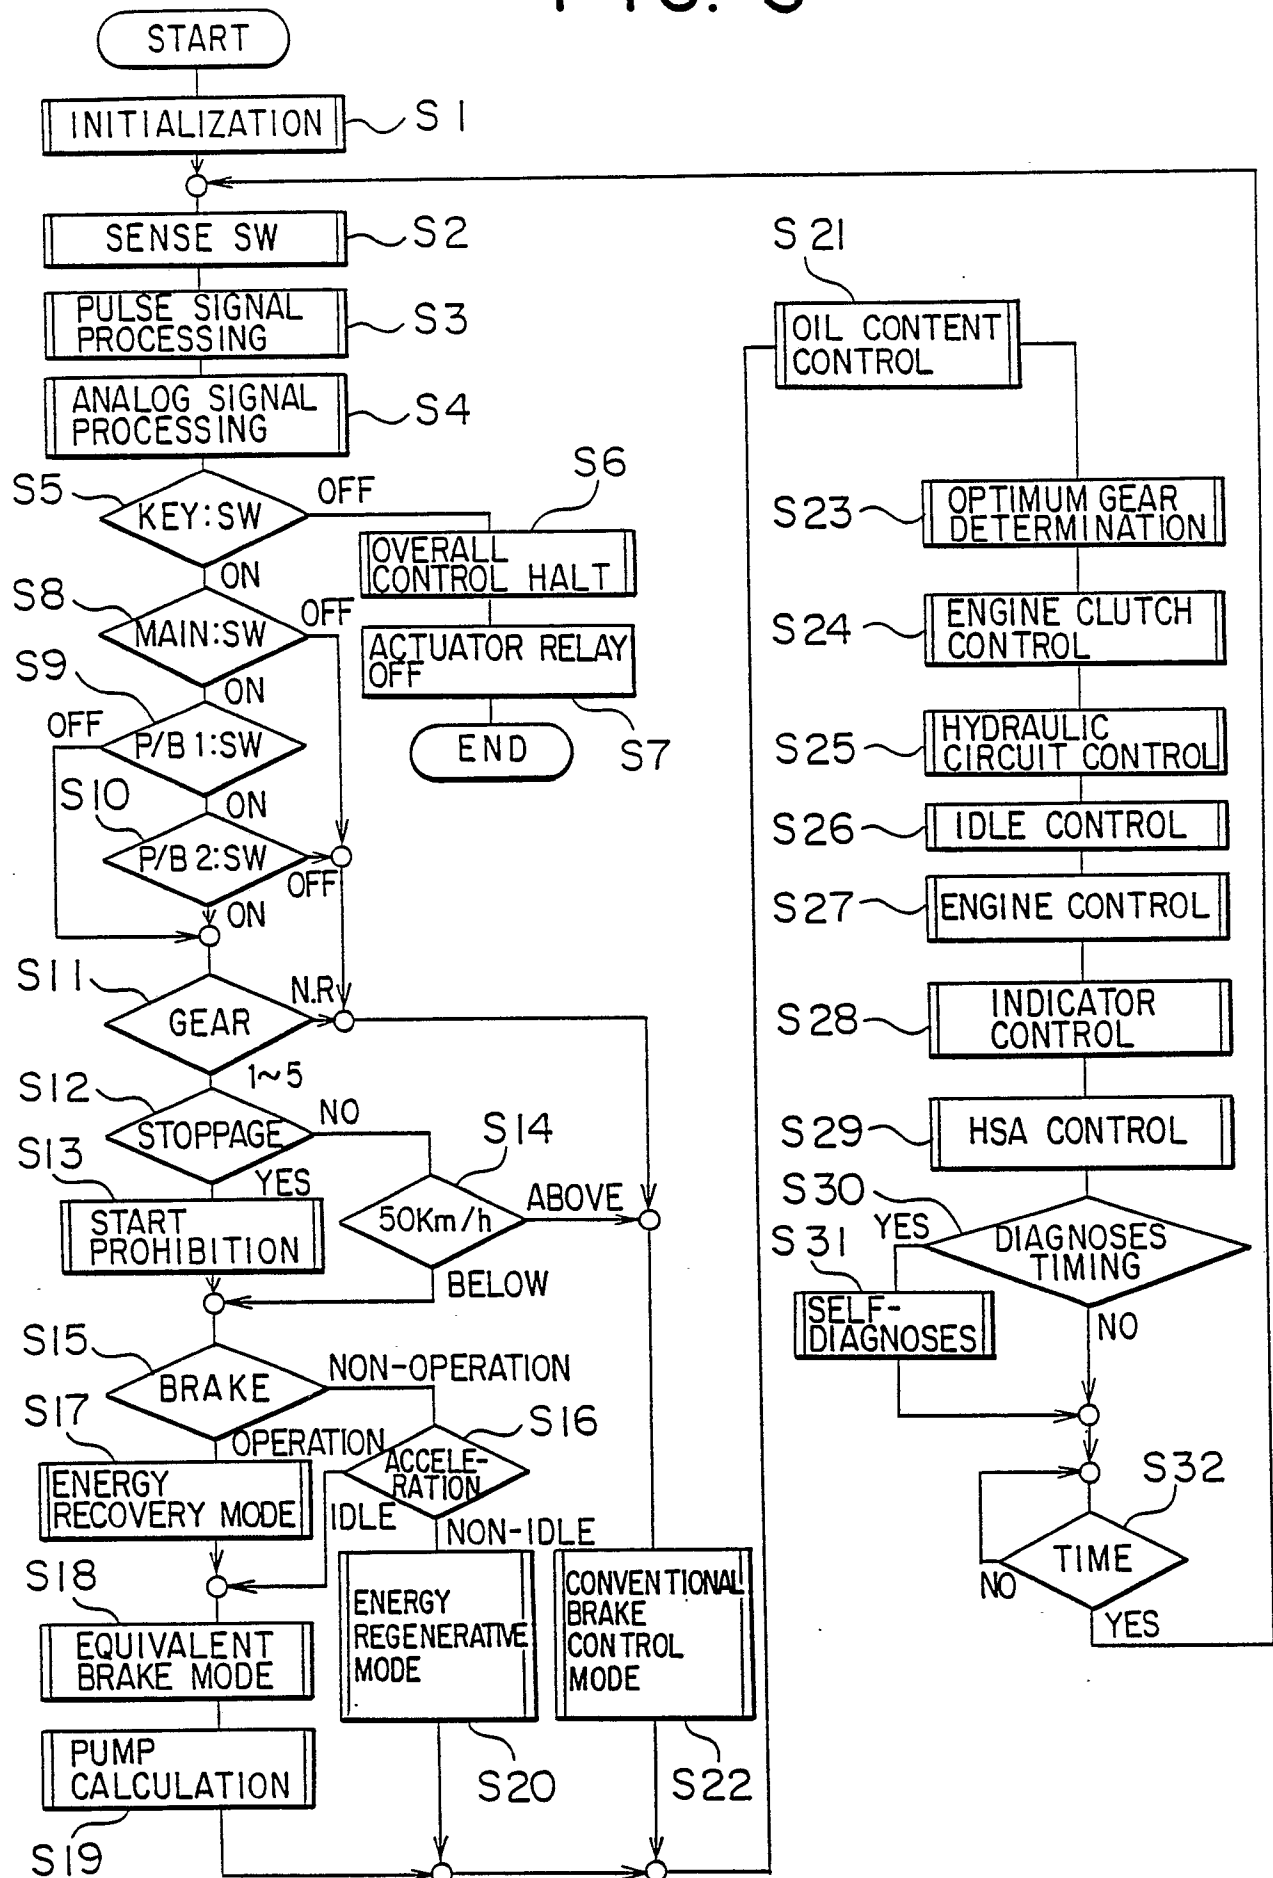 START
INITIALIZATION
S1
SENSE SW
S2
PULSE SIGNAL
PROCESSING
S3
ANALOG SIGNAL
PROCESSING
S4
S5
KEY:SW
OFF
ON
S6
OVERALL
CONTROL HALT
ACTUATOR RELAY
OFF
S7
END
S8
MAIN:SW
OFF
ON
S9
OFF
P/B1:SW
ON
S10
P/B2:SW
OFF
ON
S11
GEAR
N.R
1~5
S12
STOPPAGE
NO
YES
S13
START
PROHIBITION
S14
50Km/h
ABOVE
BELOW
S15
BRAKE
NON-OPERATION
OPERATION
S16
ACCELE-
RATION
IDLE
NON-IDLE
S17
ENERGY
RECOVERY MODE
S18
EQUIVALENT
BRAKE MODE
PUMP
CALCULATION
S19
ENERGY
REGENERATIVE
MODE
S20
CONVENTIONAL
BRAKE
CONTROL
MODE
S22
S21
OIL CONTENT
CONTROL
S23
OPTIMUM GEAR
DETERMINATION
S24
ENGINE CLUTCH
CONTROL
S25
HYDRAULIC
CIRCUIT CONTROL
S26
IDLE CONTROL
S27
ENGINE CONTROL
S28
INDICATOR
CONTROL
S29
HSA CONTROL
S30
YES
DIAGNOSES
TIMING
NO
S31
SELF-
DIAGNOSES
S32
TIME
NO
YES